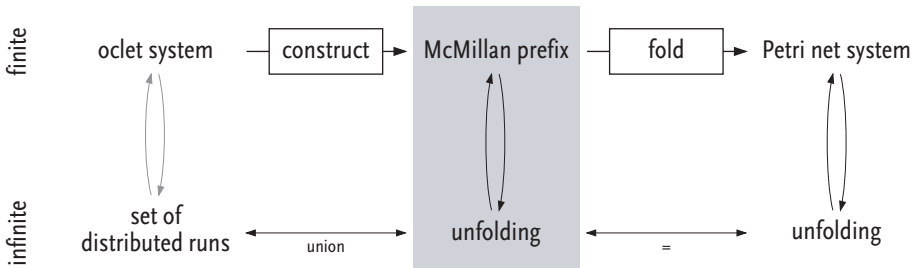 finite
oclet system
construct
McMillan prefix
fold
Petri net system
infinite
set of
distributed runs
union
unfolding
=
unfolding